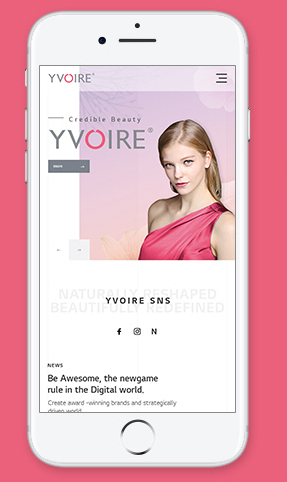 YVOIRE®
Credible Beauty
YVOIRE®
NATURALLY RESHAPED
BEAUTIFULLY REDEFINED
YVOIRE SNS
N
NEWS
Be Awesome, the newgame
rule in the Digital world.
Create award -winning brands and strategically
driven world